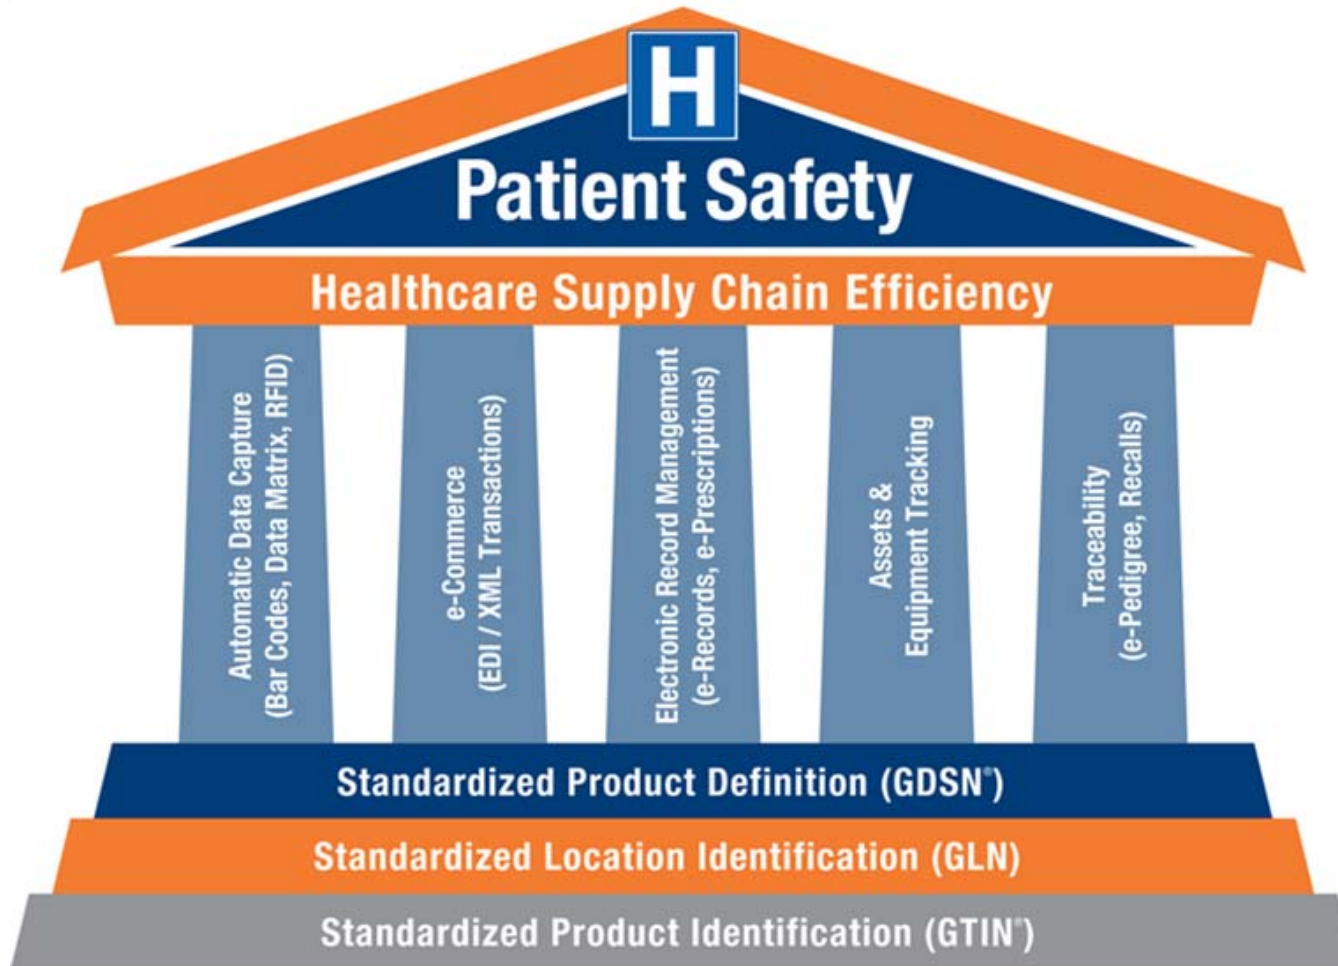 H
Patient Safety
Healthcare Supply Chain Efficiency
Automatic Data Capture
(Bar Codes, Data Matrix, RFID)
e-Commerce
(EDI / XML Transactions)
Electronic Record Management
(e-Records, e-Prescriptions)
Assets &
Equipment Tracking
Traceability
(e-Pedigree, Recalls)
Standardized Product Definition (GDSN®)
Standardized Location Identification (GLN)
Standardized Product Identification (GTIN®)